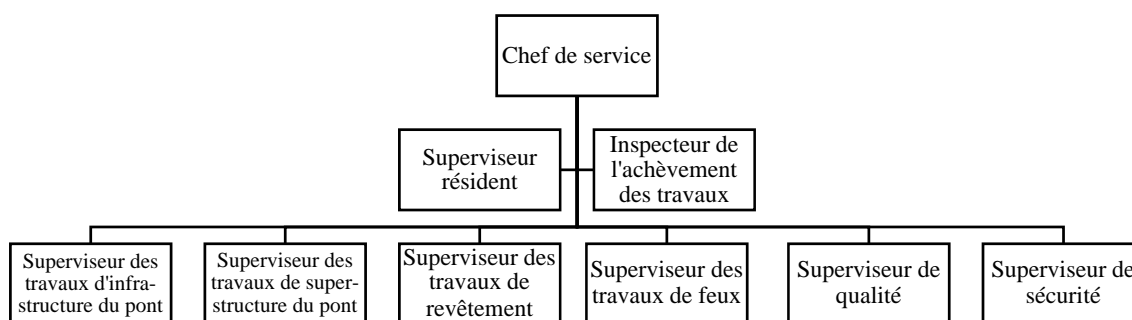 Chef de service
Superviseur
résident
Inspecteur de
l'achèvement
des travaux
Superviseur des
travaux d'infra-
structure du pont
Superviseur des
travaux de super-
structure du pont
Superviseur des
travaux de
revêtement
Superviseur des
travaux de feux
Superviseur de
qualité
Superviseur de
sécurité